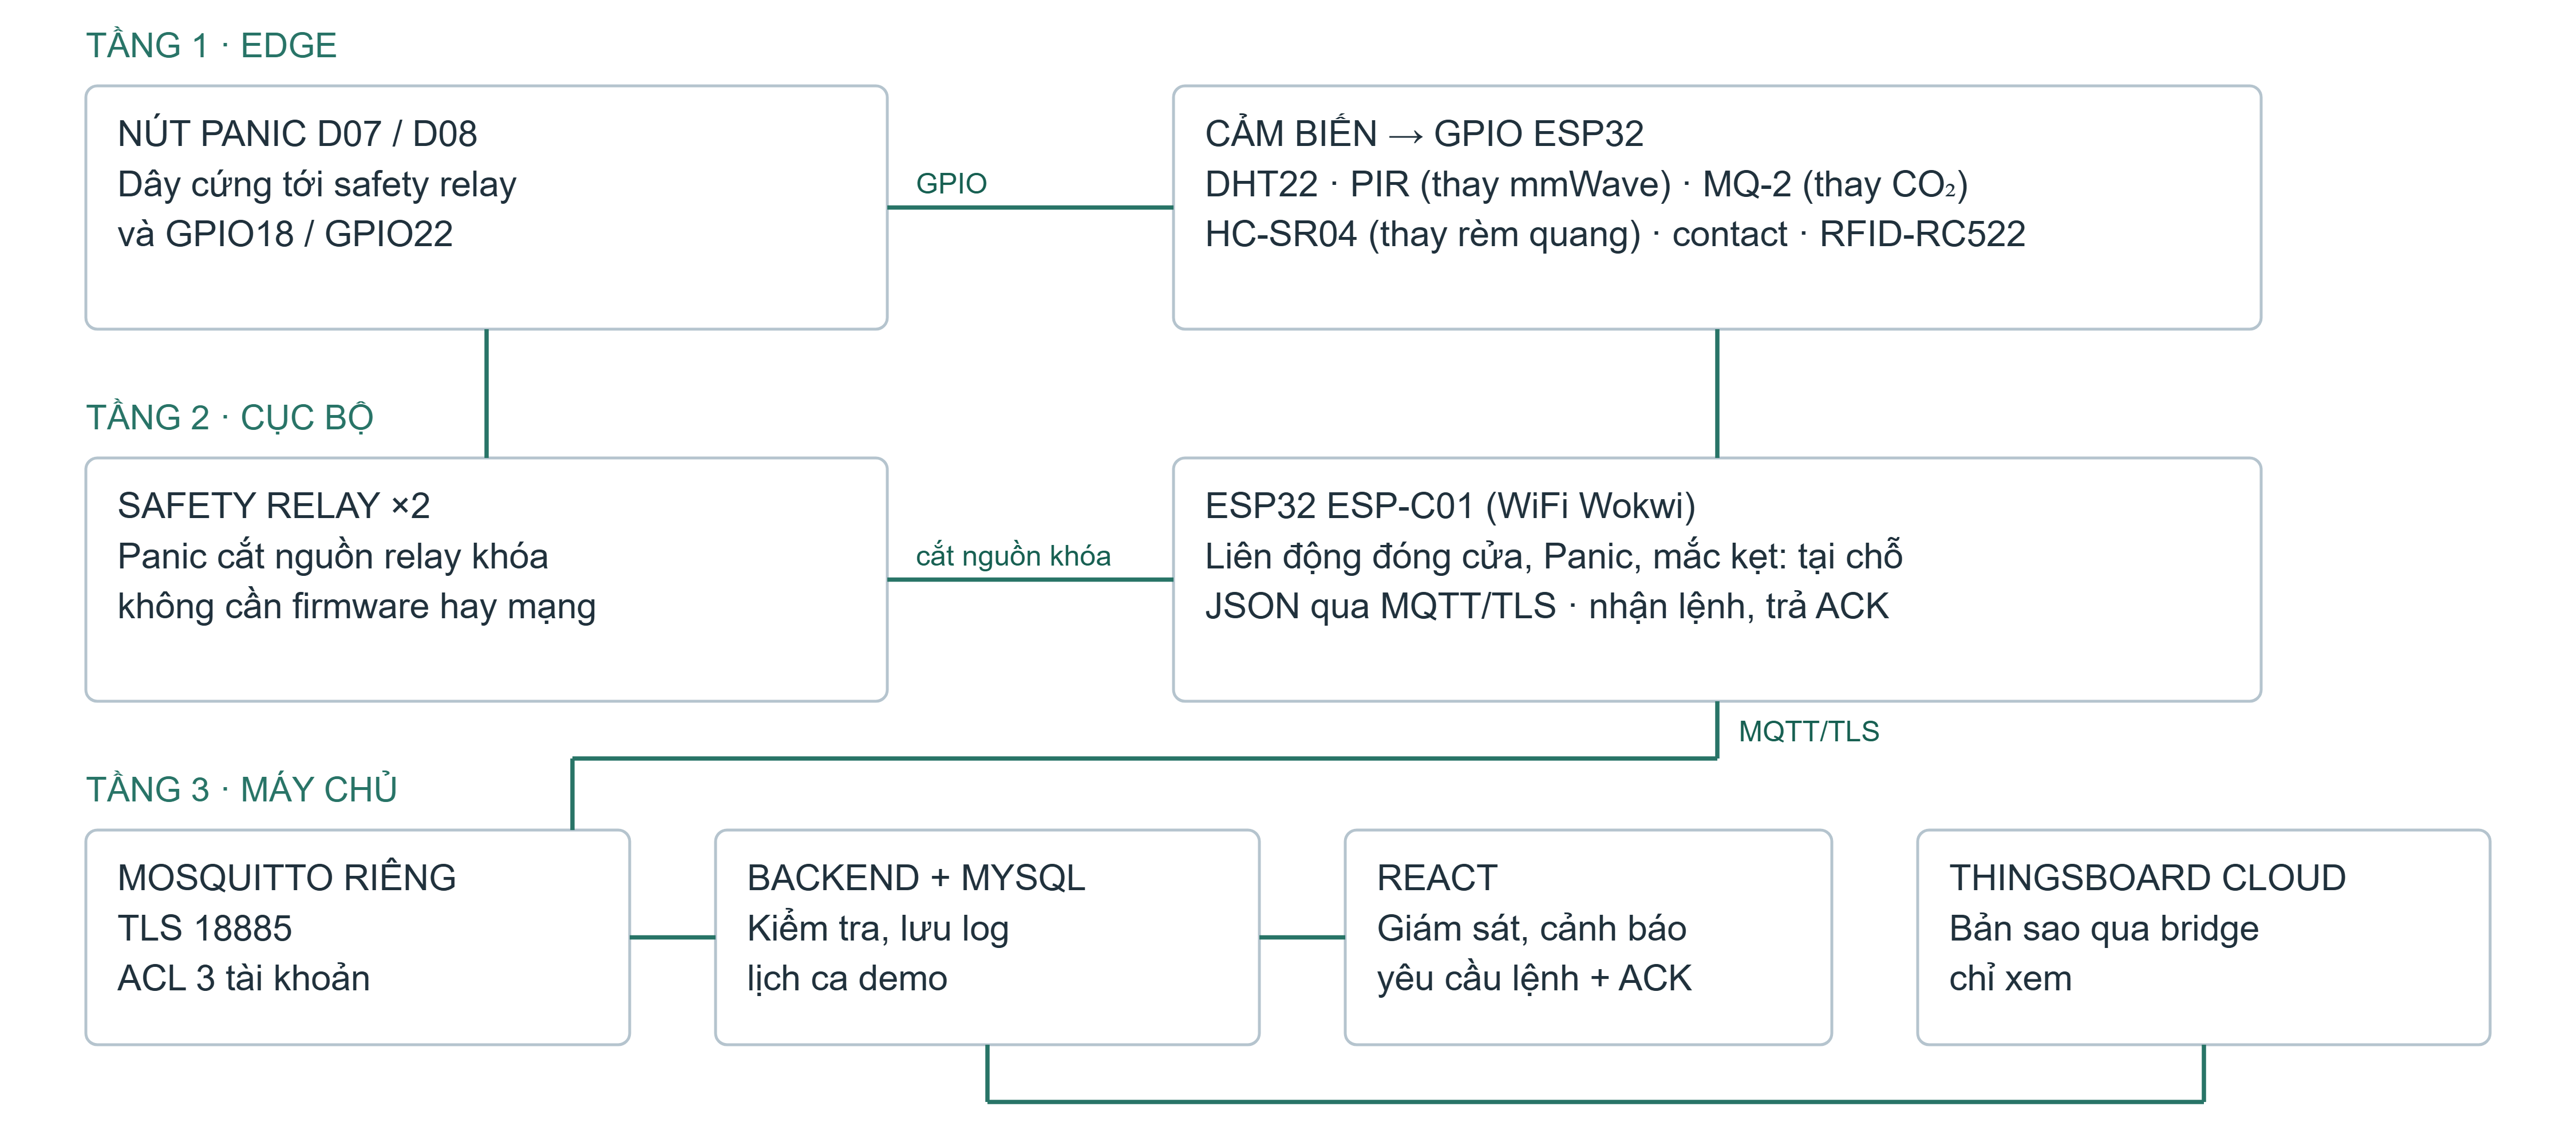 TẦNG 1 · EDGE
NÚT PANIC D07 / D08
Dây cứng tới safety relay
và GPIO18 / GPIO22
GPIO
CẢM BIẾN → GPIO ESP32
DHT22 · PIR (thay mmWave) · MQ-2 (thay CO₂)
HC-SR04 (thay rèm quang) · contact · RFID-RC522
TẦNG 2 · CỤC BỘ
SAFETY RELAY ×2
Panic cắt nguồn relay khóa
không cần firmware hay mạng
cắt nguồn khóa
ESP32 ESP-C01 (WiFi Wokwi)
Liên động đóng cửa, Panic, mắc kẹt: tại chỗ
JSON qua MQTT/TLS · nhận lệnh, trả ACK
MQTT/TLS
TẦNG 3 · MÁY CHỦ
MOSQUITTO RIÊNG
TLS 18885
ACL 3 tài khoản
BACKEND + MYSQL
Kiểm tra, lưu log
lịch ca demo
REACT
Giám sát, cảnh báo
yêu cầu lệnh + ACK
THINGSBOARD CLOUD
Bản sao qua bridge
chỉ xem